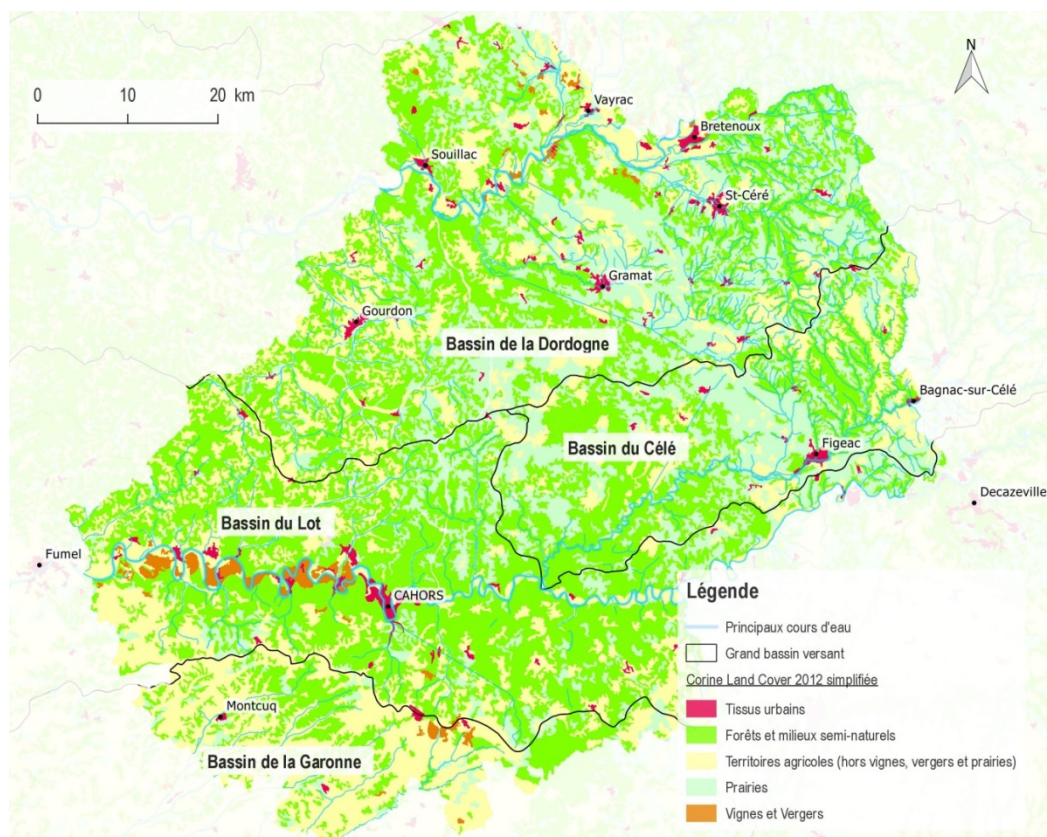 N
0 10 20 km
Vayrac
Bretenoux
Souillac
St-Céré
Gramat
Gourdon
Bassin de la Dordogne
Bagnac-sur-Célé
Bassin du Célé
Figeac
Decazeville
Bassin du Lot
Fumel
CAHORS
Montcuq
Bassin de la Garonne
Légende
Principaux cours d'eau
Grand bassin versant
Corine Land Cover 2012 simplifiée
Tissus urbains
Forêts et milieux semi-naturels
Territoires agricoles (hors vignes, vergers et prairies)
Prairies
Vignes et Vergers